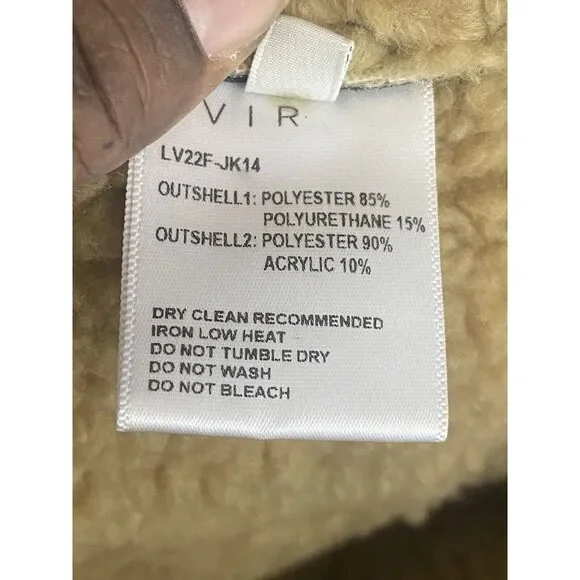 VIR
LV22F-JK14
OUTSHELL1: POLYESTER 85%
POLYURETHANE 15%
OUTSHELL2: POLYESTER 90%
ACRYLIC 10%
DRY CLEAN RECOMMENDED
IRON LOW HEAT
DO NOT TUMBLE DRY
DO NOT WASH
DO NOT BLEACH